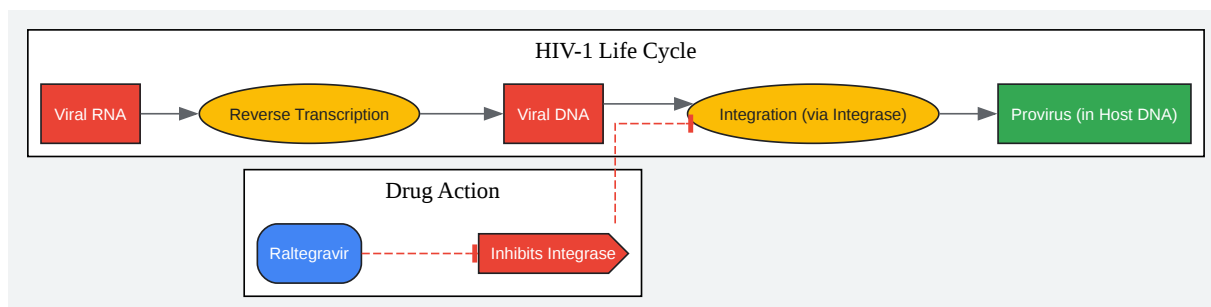 HIV-1 Life Cycle
Viral RNA
Reverse Transcription
Viral DNA
Integration (via Integrase)
Provirus (in Host DNA)
Drug Action
Raltegravir
Inhibits Integrase